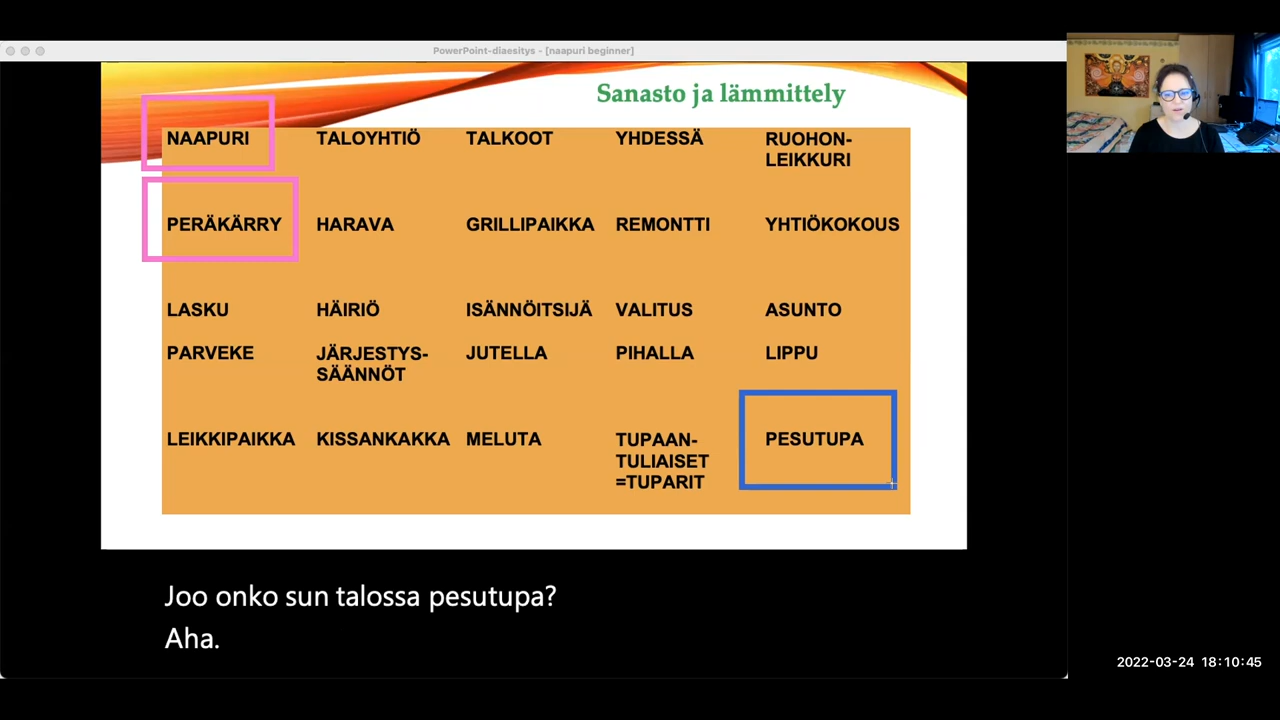 PowerPoint-diaesitys - [naapuri beginner]
Sanasto ja lämmittely
NAAPURI TALOYHTIÖ TALKOOT YHDESSÄ RUOHON-
LEIKKURI
PERÄKÄRRY HARAVA GRILLIPAIKKA REMONTTI YHTIÖKOKOUS
LASKU HÄIRIÖ ISÄNNÖITSIJÄ VALITUS ASUNTO
PARVEKE JÄRJESTYS- JUTELLA PIHALLA LIPPU
SÄÄNNÖT
LEIKKIPAIKKA KISSANKAKKA MELUTA TUPAAN- PESUTUPA
TULIAISET
=TUPARIT
Joo onko sun talossa pesutupa?
Aha.
2022-03-24 18:10:45